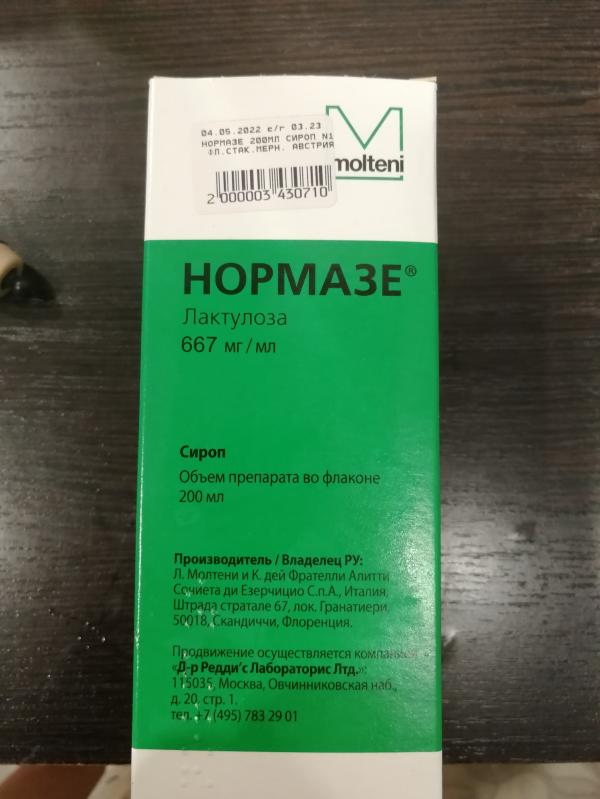 04.05.2022 с/г 03.23
НОРМАЗЕ 200МЛ СИРОП N1
ФЛ.СТАК.МЕРН. АВСТРИЯ
2 000003 430710
molteni
НОРМАЗЕ®
Лактулоза
667 мг/мл
Сироп
Объем препарата во флаконе
200 мл
Производитель / Владелец РУ:
Л. Молтени и К. дей Фрателли Алитти
Сочиета ди Езерчицио С.п.А., Италия,
Штрада стратале 67, лок. Гранатиери,
50018, Скандиччи, Флоренция.
Продвижение осуществляется компанией
«Д-р Редди'с Лабораторис Лтд.»:
115035, Москва, Овчинниковская наб.,
д. 20, стр. 1.
тел. +7 (495) 783 29 01